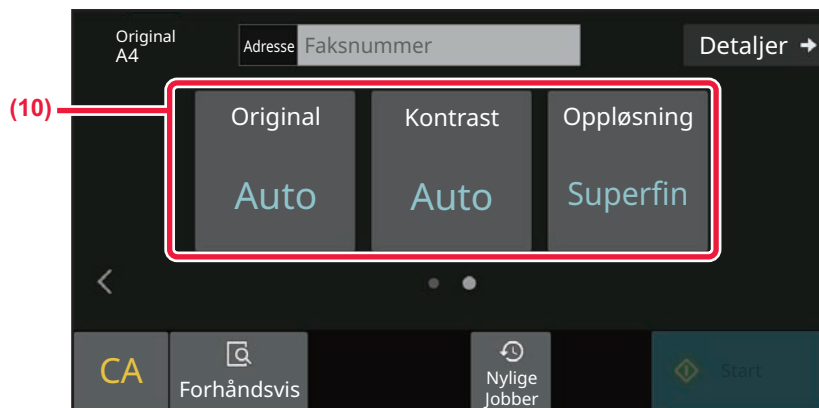 Original
A4
Adresse Faksnummer
Detaljer
(10)
Original
Kontrast
Oppløsning
Auto
Auto
Superfin
CA
Forhåndsvis
Nylige
Jobber
Start